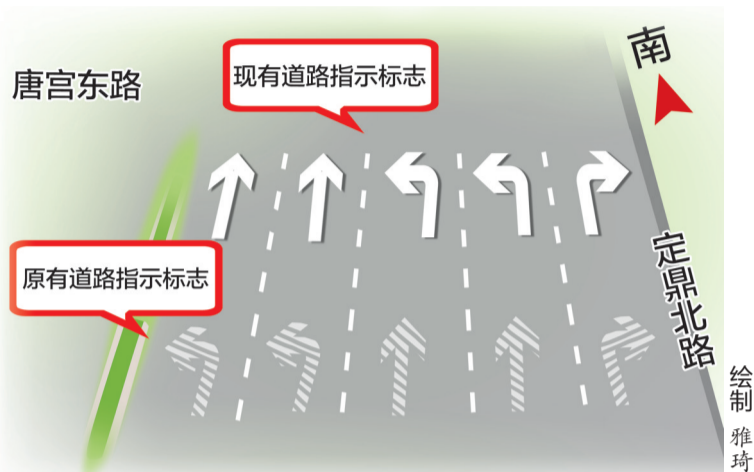 唐宫东路
现有道路指示标志
南
原有道路指示标志
定鼎北路
绘制 雅琦